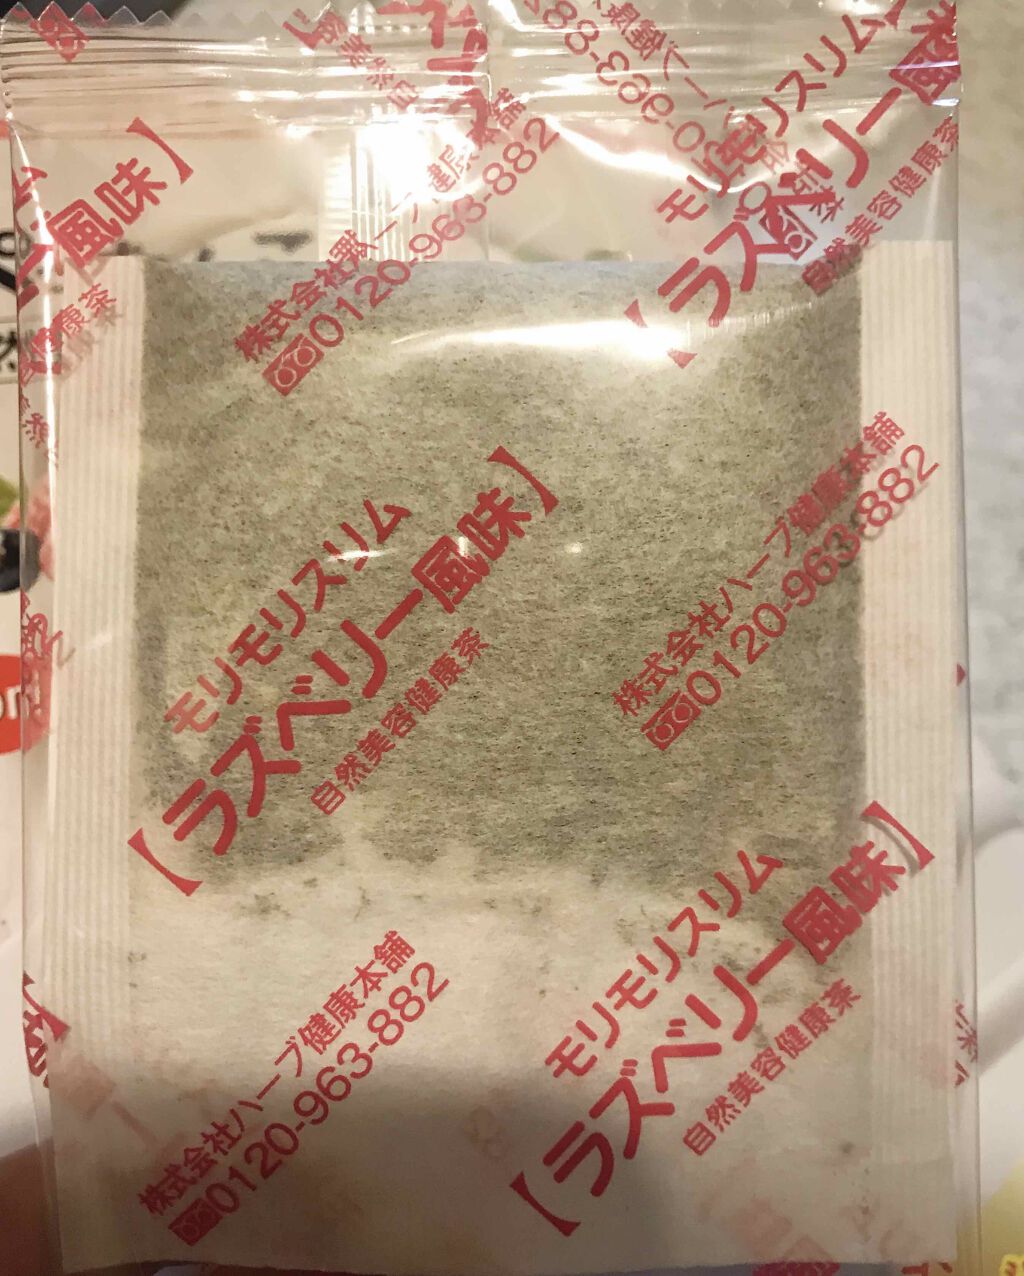 風味】
健康茶
株式会社ハーブ健康本舗
0120-963-882
モリモリスリム
【ラズベリー風味
自然美容健康茶
モリモリスリム
【ラズベリー風味】
自然美容健康茶
株式会社ハーブ健康本舗
0120-963-882
モリモリスリム
【ラズベリー風味】
自然美容健康茶
株式会社ハーブ健康本舗
0120-963-882